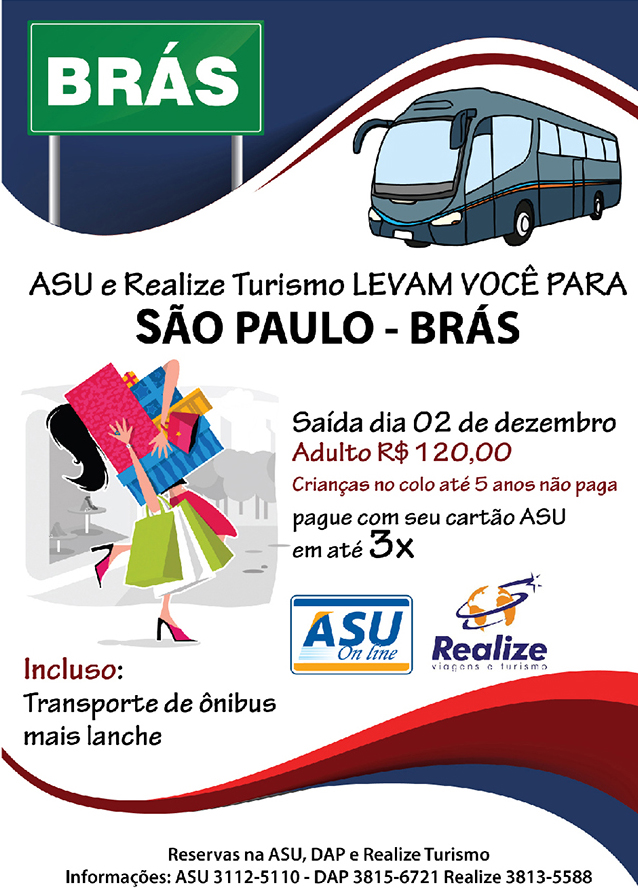 BRÁS
ASU e Realize Turismo LEVAM VOCÊ PARA
SÃO PAULO - BRÁS
Saída dia 02 de dezembro
Adulto R$ 120,00
Crianças no colo até 5 anos não paga
pague com seu cartão ASU
em até 3x
ASU
On line
Realize
viagens e turismo
Incluso:
Transporte de ônibus
mais lanche
Reservas na ASU, DAP e Realize Turismo
Informações: ASU 3112-5110 - DAP 3815-6721 Realize 3813-5588